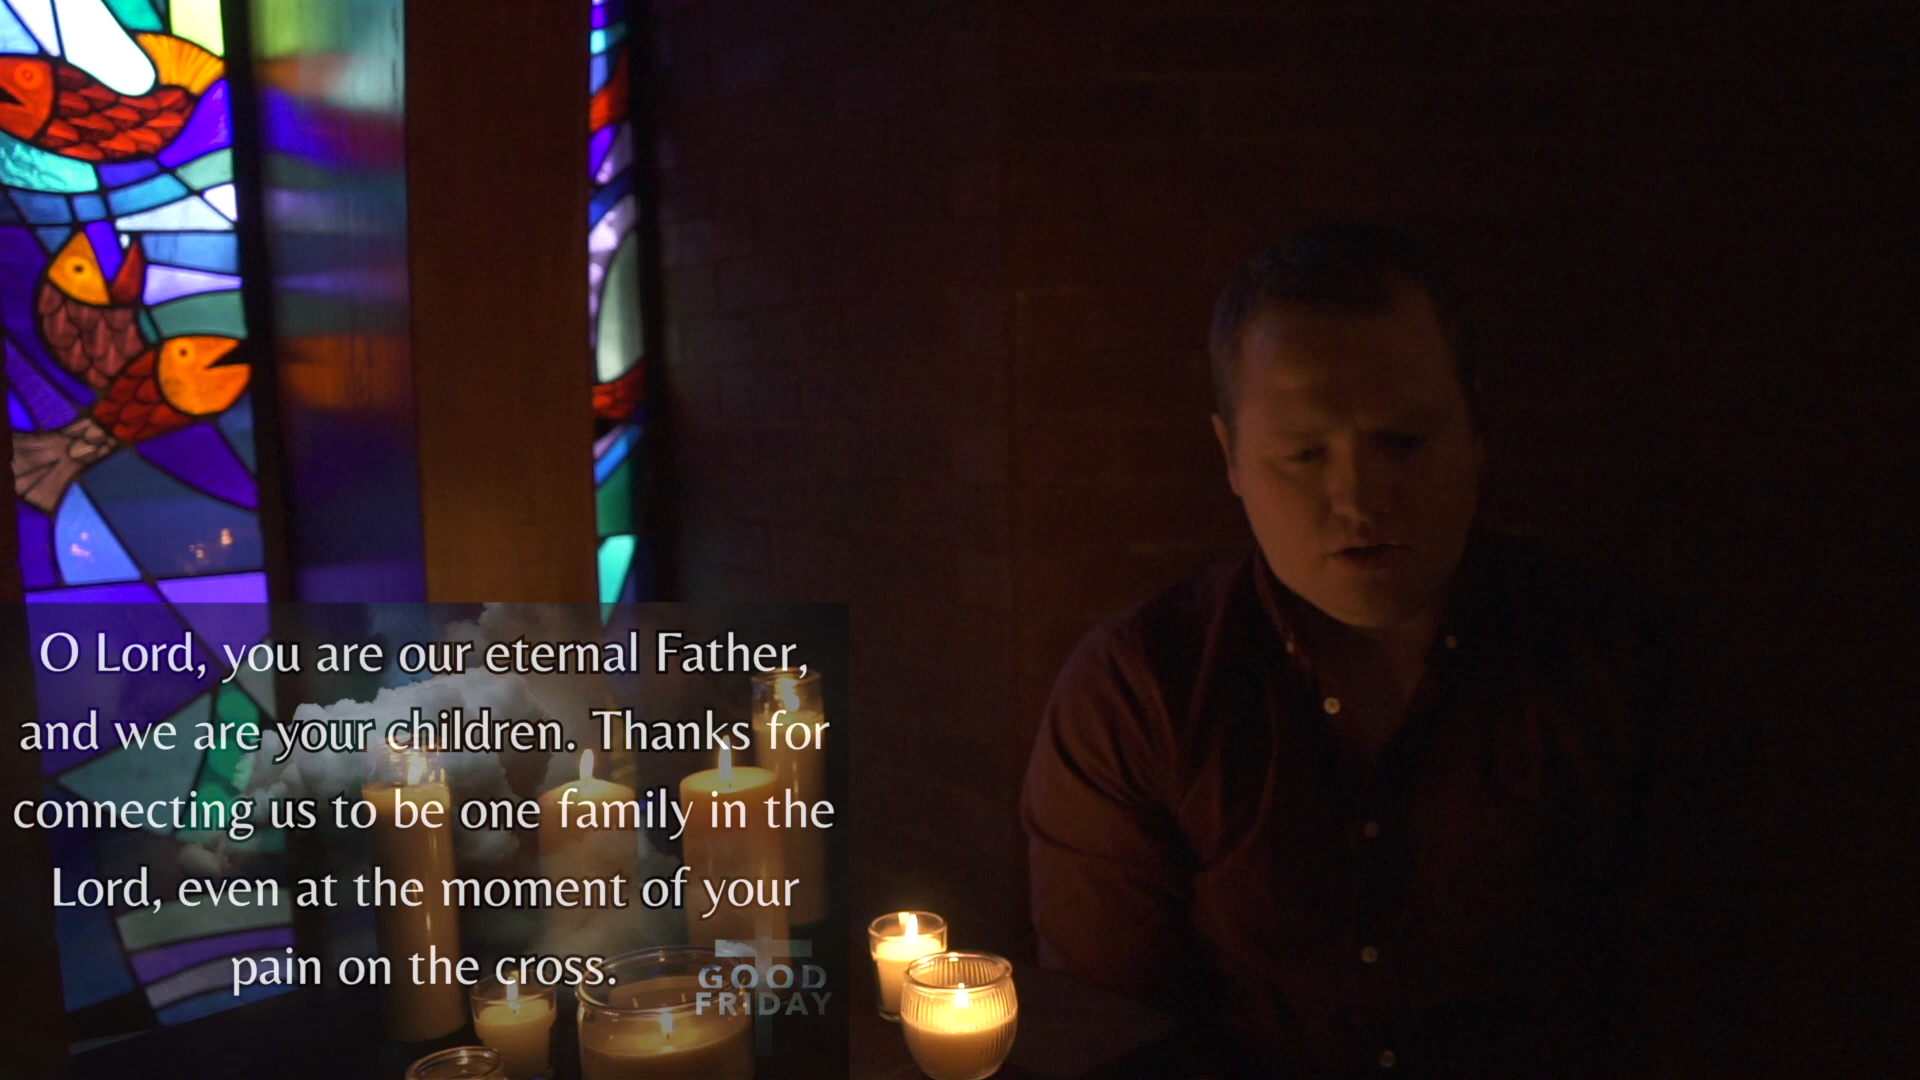 O Lord, you are our eternal Father,
and we are your children. Thanks for
connecting us to be one family in the
Lord, even at the moment of your
pain on the cross.
GOOD
FRIDAY